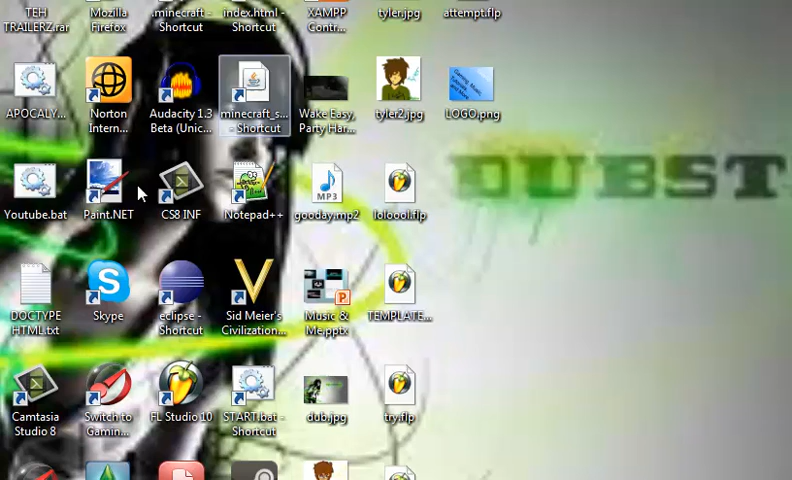 TEH TRAILERZ.rar
Mozilla Firefox
.minecraft - Shortcut
index.html - Shortcut
XAMPP Contr...
tyler.jpg
attempt.flp
APOCALY...
Norton Intern...
Audacity 1.3 Beta (Unic...
minecraft_s... - Shortcut
Wake Easy, Party Har...
tyler2.jpg
LOGO.png
DUBST
Youtube.bat
Paint.NET
CS8 INF
Notepad++
MP3
gooday.mp2
loloool.flp
DOCTYPE HTML.txt
Skype
eclipse - Shortcut
Sid Meier's Civilization...
Music & Me.pptx
TEMPLATE...
Camtasia Studio 8
Switch to Gamin...
FL Studio 10
START.bat - Shortcut
dub.jpg
try.flp